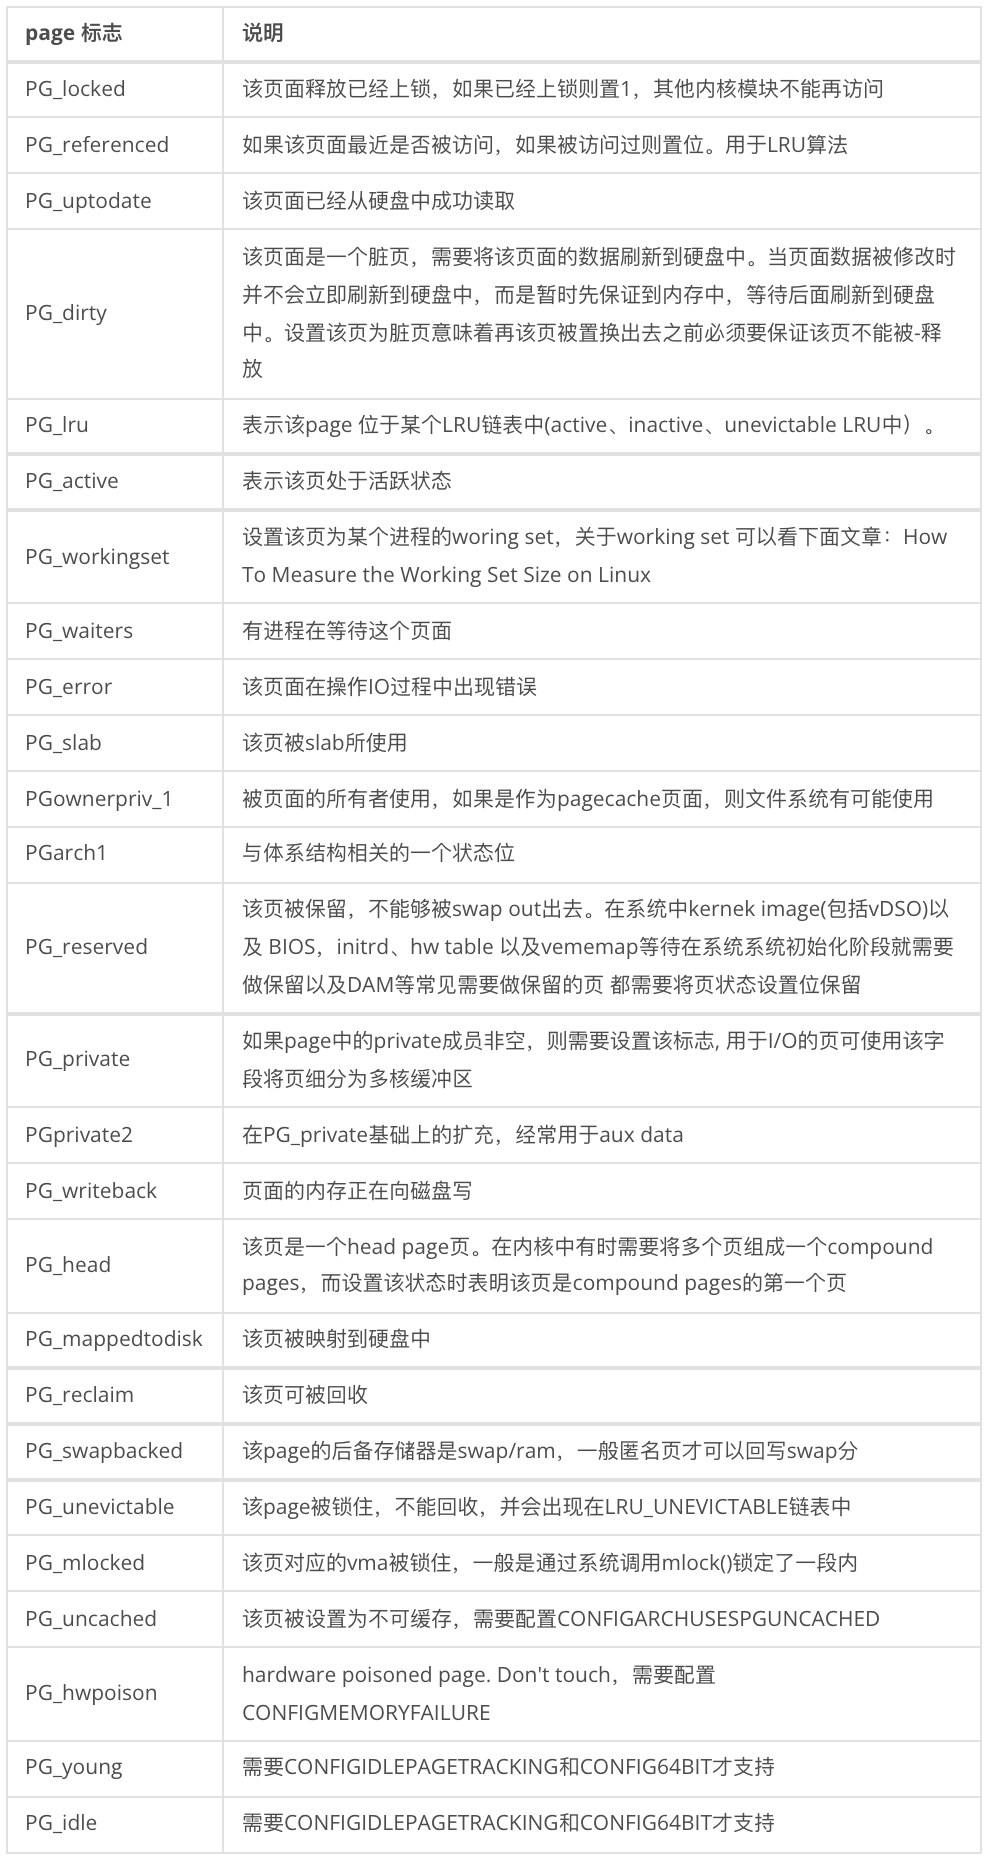 page 标志 说明
PG_locked 该页面释放已经上锁，如果已经上锁则置1，其他内核模块不能再访问
PG_referenced 如果该页面最近是否被访问，如果被访问过则置位。用于LRU算法
PG_uptodate 该页面已经从硬盘中成功读取
PG_dirty
该页面是一个脏页，需要将该页面的数据刷新到硬盘中。当页面数据被修改时
并不会立即刷新到硬盘中，而是暂时先保证到内存中，等待后面刷新到硬盘
中。设置该页为脏页意味着再该页被置换出去之前必须要保证该页不能被-释
放
PG_lru 表示该page 位于某个LRU链表中(active、inactive、unevictable LRU中）。
PG_active 表示该页处于活跃状态
PG_workingset
设置该页为某个进程的woring set，关于working set 可以看下面文章：How
To Measure the Working Set Size on Linux
PG_waiters 有进程在等待这个页面
PG_error 该页面在操作IO过程中出现错误
PG_slab 该页被slab所使用
PGownerpriv_1 被页面的所有者使用，如果是作为pagecache页面，则文件系统有可能使用
PGarch1 与体系结构相关的一个状态位
PG_reserved
该页被保留，不能够被swap out出去。在系统中kernek image(包括vDSO)以
及 BIOS，initrd、hw table 以及vememap等待在系统系统初始化阶段就需要
做保留以及DAM等常见需要做保留的页 都需要将页状态设置位保留
PG_private
如果page中的private成员非空，则需要设置该标志, 用于I/O的页可使用该字
段将页细分为多核缓冲区
PGprivate2 在PG_private基础上的扩充，经常用于aux data
PG_writeback 页面的内存正在向磁盘写
PG_head
该页是一个head page页。在内核中有时需要将多个页组成一个compound
pages，而设置该状态时表明该页是compound pages的第一个页
PG_mappedtodisk 该页被映射到硬盘中
PG_reclaim 该页可被回收
PG_swapbacked 该page的后备存储器是swap/ram，一般匿名页才可以回写swap分
PG_unevictable 该page被锁住，不能回收，并会出现在LRU_UNEVICTABLE链表中
PG_mlocked 该页对应的vma被锁住，一般是通过系统调用mlock()锁定了一段内
PG_uncached 该页被设置为不可缓存，需要配置CONFIGARCHUSESPGUNCACHED
PG_hwpoison
hardware poisoned page. Don't touch，需要配置
CONFIGMEMORYFAILURE
PG_young 需要CONFIGIDLEPAGETRACKING和CONFIG64BIT才支持
PG_idle 需要CONFIGIDLEPAGETRACKING和CONFIG64BIT才支持